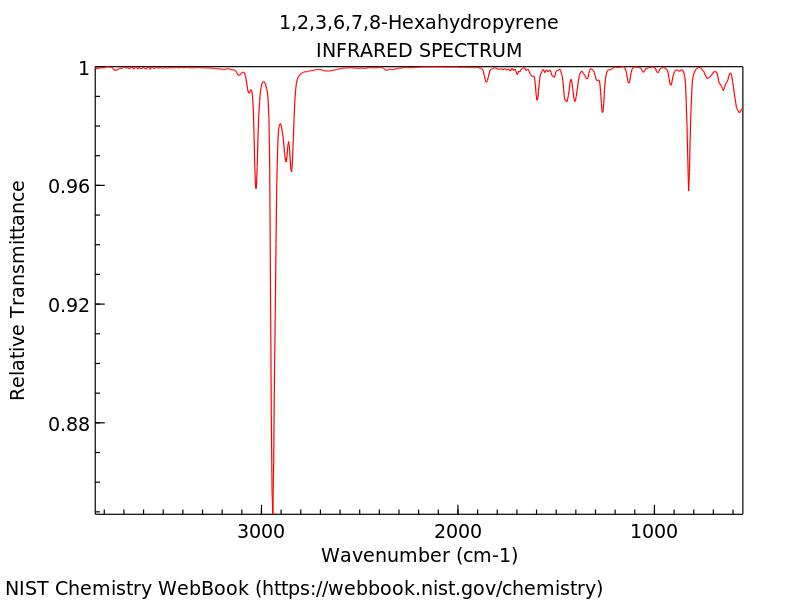 1,2,3,6,7,8-Hexahydropyrene
INFRARED SPECTRUM
1
0.96
0.92
0.88
Relative Transmittance
3000 2000 1000
Wavenumber (cm-1)
NIST Chemistry WebBook (https://webbook.nist.gov/chemistry)